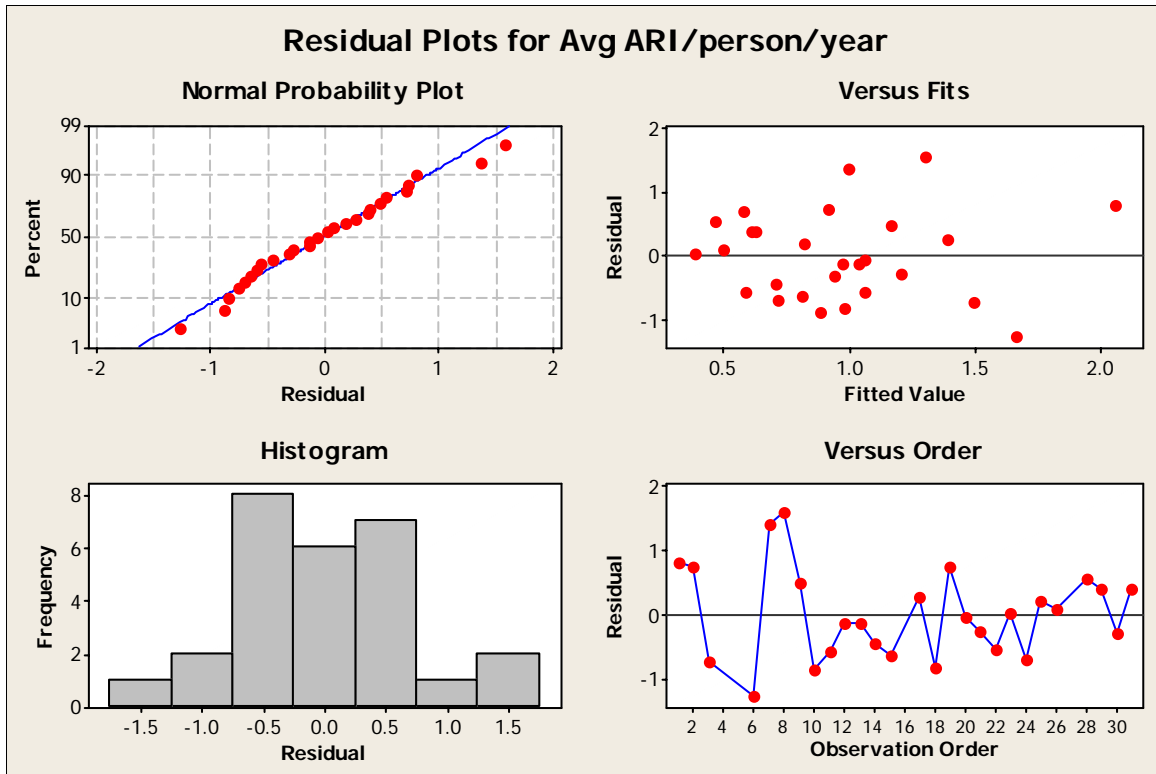 Residual Plots for Avg ARI/person/year
Normal Probability Plot
99
90
50
10
1
Percent
-2 -1 0 1 2
Residual
Versus Fits
2
1
0
-1
Residual
0.5 1.0 1.5 2.0
Fitted Value
Histogram
8
6
4
2
0
Frequency
-1.5 -1.0 -0.5 0.0 0.5 1.0 1.5
Residual
Versus Order
2
1
0
-1
Residual
2 4 6 8 10 12 14 16 18 20 22 24 26 28 30
Observation Order